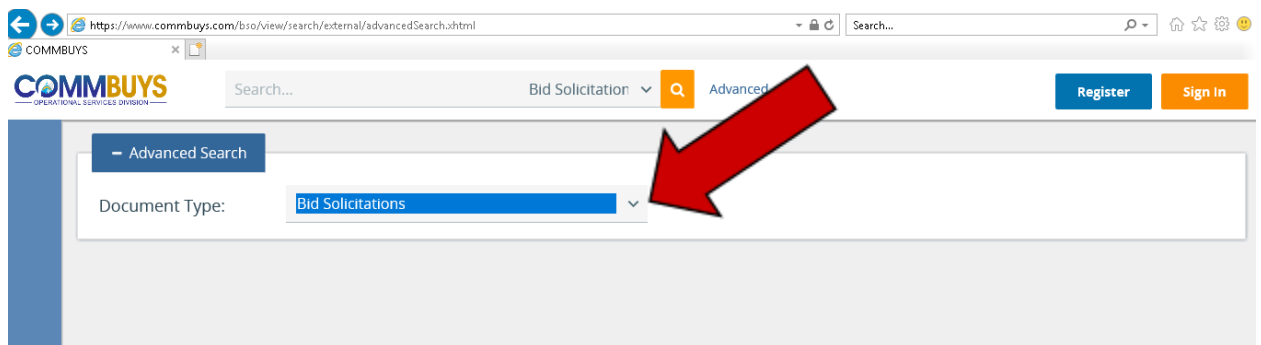 https://www.commbuys.com/bso/view/search/external/advancedSearch.xhtml
Search...
COMMBUYS
COMMBUYS
OPERATIONAL SERVICES DIVISION
Search...
Bid Solicitation
Advanced
Register
Sign In
– Advanced Search
Document Type:
Bid Solicitations